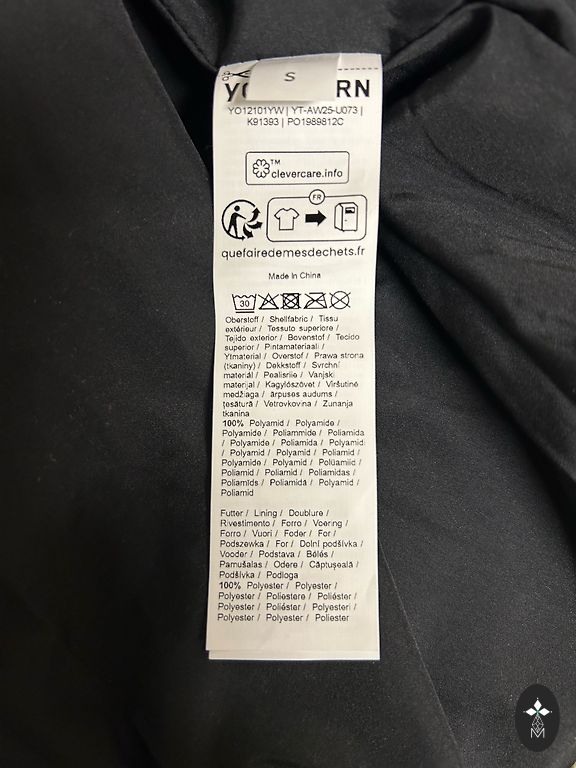 S
RN
YO12101YW | YT-AW25-U073 |
K91393 | PO1989812C
TM
clevercare.info
FR
quefairedemesdechets.fr
Made In China
30
Oberstoff / Shellfabric / Tissu
extérieur / Tessuto superiore /
Tejido exterior / Bovenstof / Tecido
superior / Pintamateriaali /
Ytmaterial / Overstof / Prawa strona
(tkaniny) / Dekkstoff / Svrchní
materiál / Pealisriie / Vanjski
materijal / Kagylószövet / Viršutinė
medžiaga / ārpuses audums /
țesătură / Vetrovkovina / Zunanja
tkanina
100% Polyamid / Polyamide /
Polyamide / Poliammide / Poliamida
/ Polyamide / Poliamida / Polyamid
/ Polyamid / Polyamid / Poliamid /
Polyamide / Polyamid / Polüamiid /
Poliamid / Poliamid / Poliamidas /
Poliamīds / Poliamidă / Polyamid /
Poliamid
Futter / Lining / Doublure /
Rivestimento / Forro / Voering /
Forro / Vuori / Foder / For /
Podszewka / For / Dolní podšívka /
Vooder / Podstava / Bélés /
Pamušalas / Odere / Căptușeală /
Podšívka / Podloga
100% Polyester / Polyester /
Polyester / Poliestere / Poliéster /
Polyester / Poliéster / Polyesteri /
Polyester / Polyester / Poliester
M